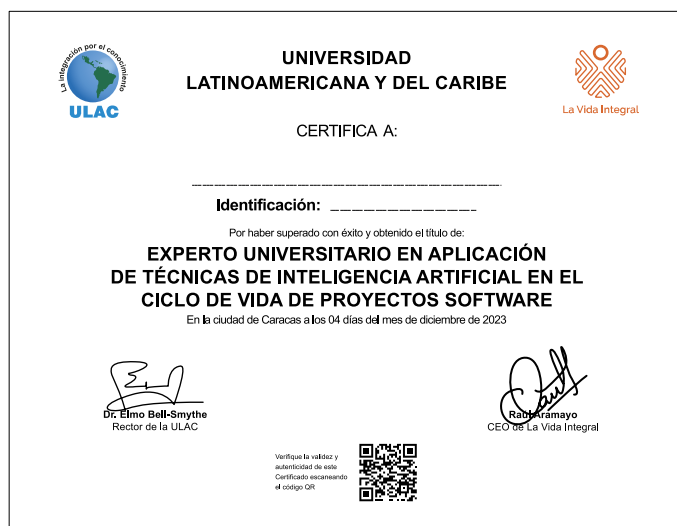 La integración por el conocimiento
ULAC
UNIVERSIDAD
LATINOAMERICANA Y DEL CARIBE
La Vida Integral
CERTIFICA A:
Identificación:
Por haber superado con éxito y obtenido el título de:
EXPERTO UNIVERSITARIO EN APLICACIÓN
DE TÉCNICAS DE INTELIGENCIA ARTIFICIAL EN EL
CICLO DE VIDA DE PROYECTOS SOFTWARE
En la ciudad de Caracas a los 04 días del mes de diciembre de 2023
Dr. Elmo Bell-Smythe
Rector de la ULAC
Raúl Aramayo
CEO de La Vida Integral
Verifique la validez y
autenticidad de este
Certificado escaneando
el código QR